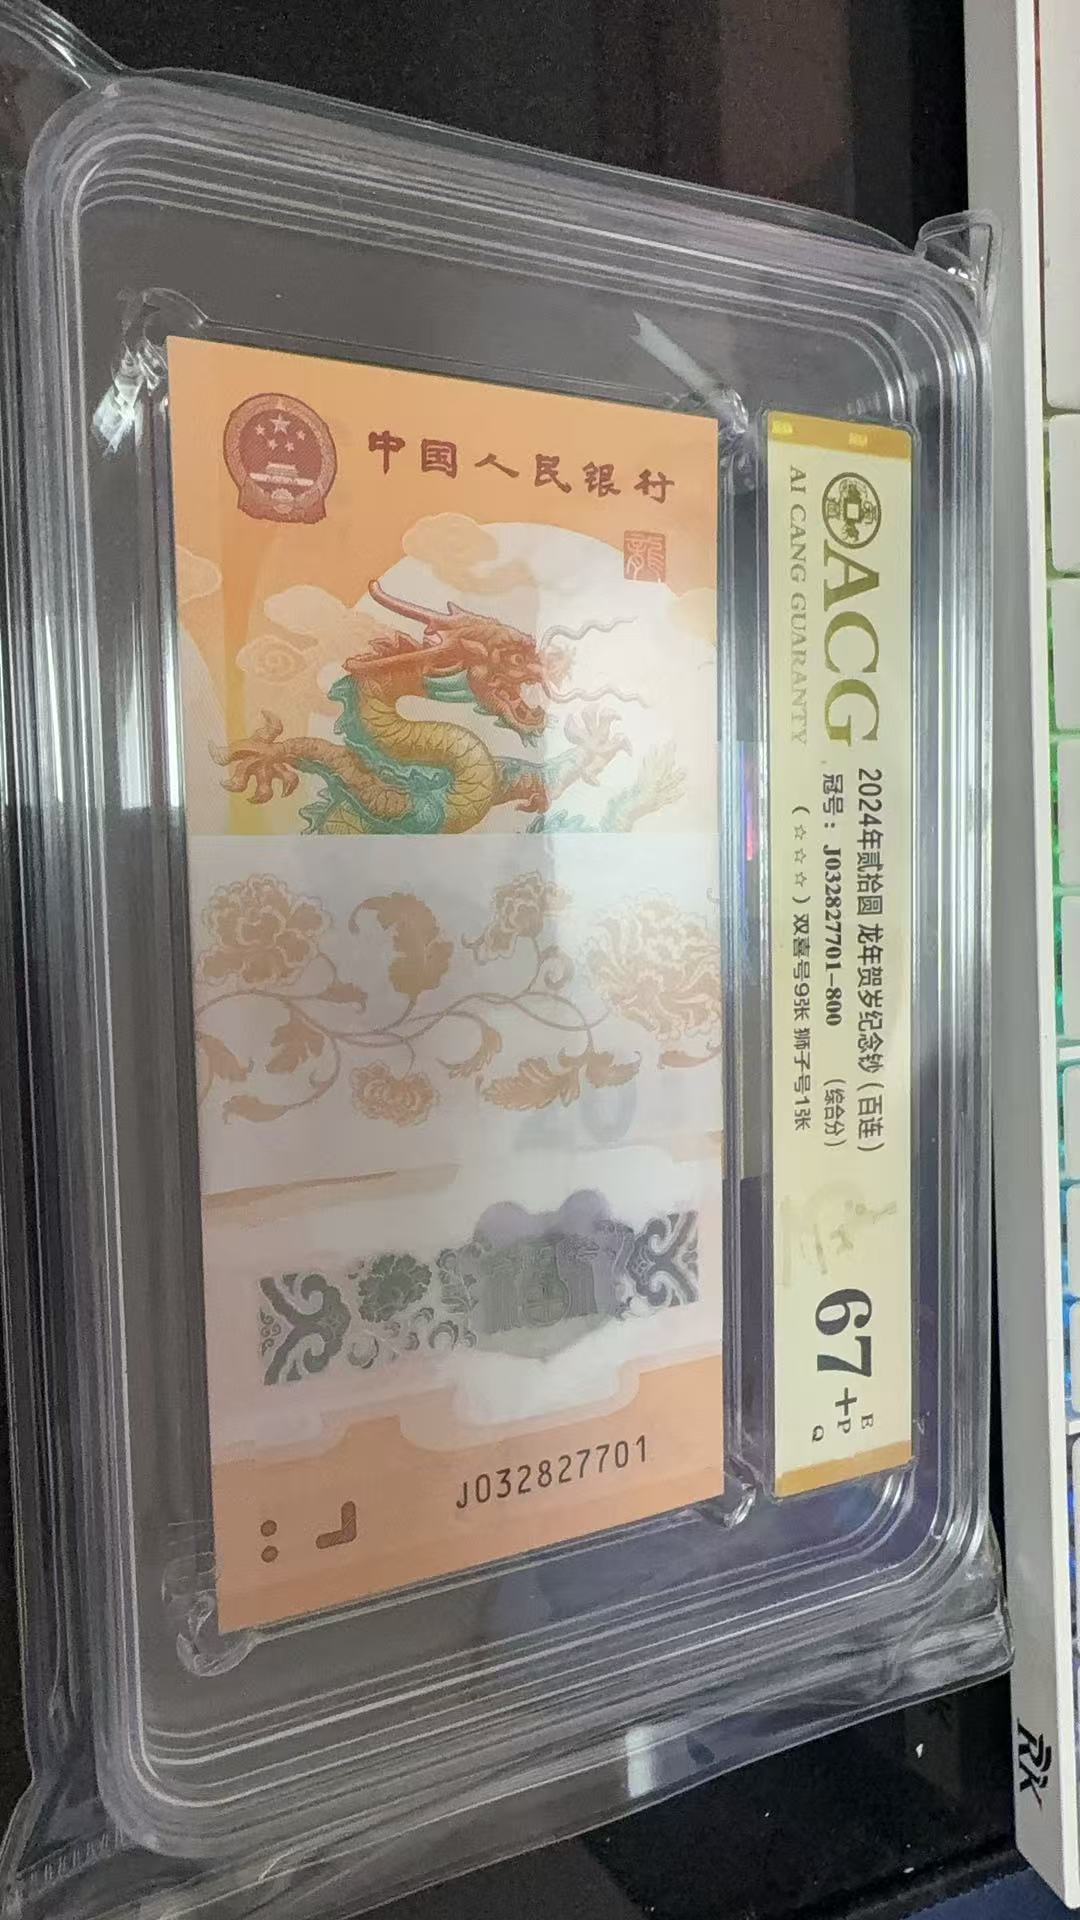 中国人民银行
龍
J032827701
ACG
AI CANG GUARANTY
2024年贰拾圆 龙年贺岁纪念钞（百连）
冠号：J032827701-800 （综合分）
（☆☆☆）双喜号9张 狮子号1张
67+
E
P
Q
RK